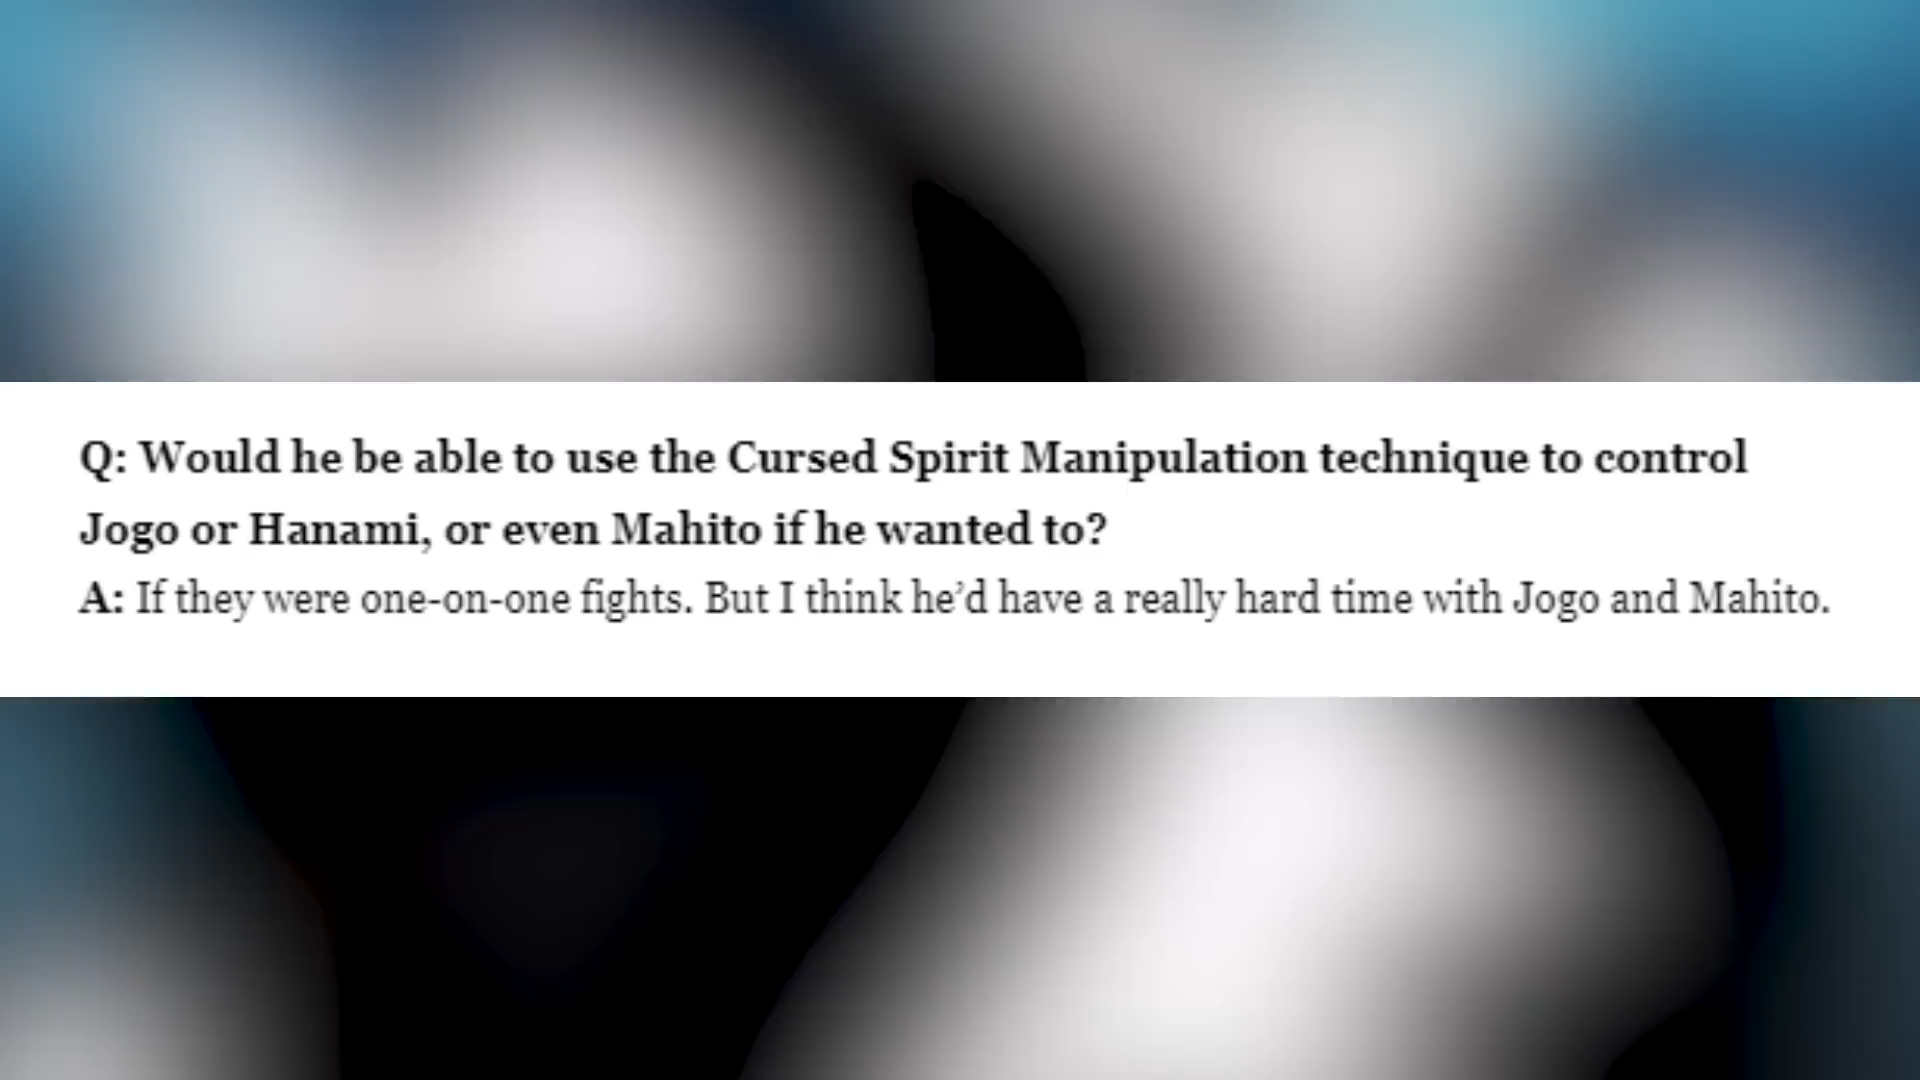 Q: Would he be able to use the Cursed Spirit Manipulation technique to control
Jogo or Hanami, or even Mahito if he wanted to?
A: If they were one-on-one fights. But I think he’d have a really hard time with Jogo and Mahito.